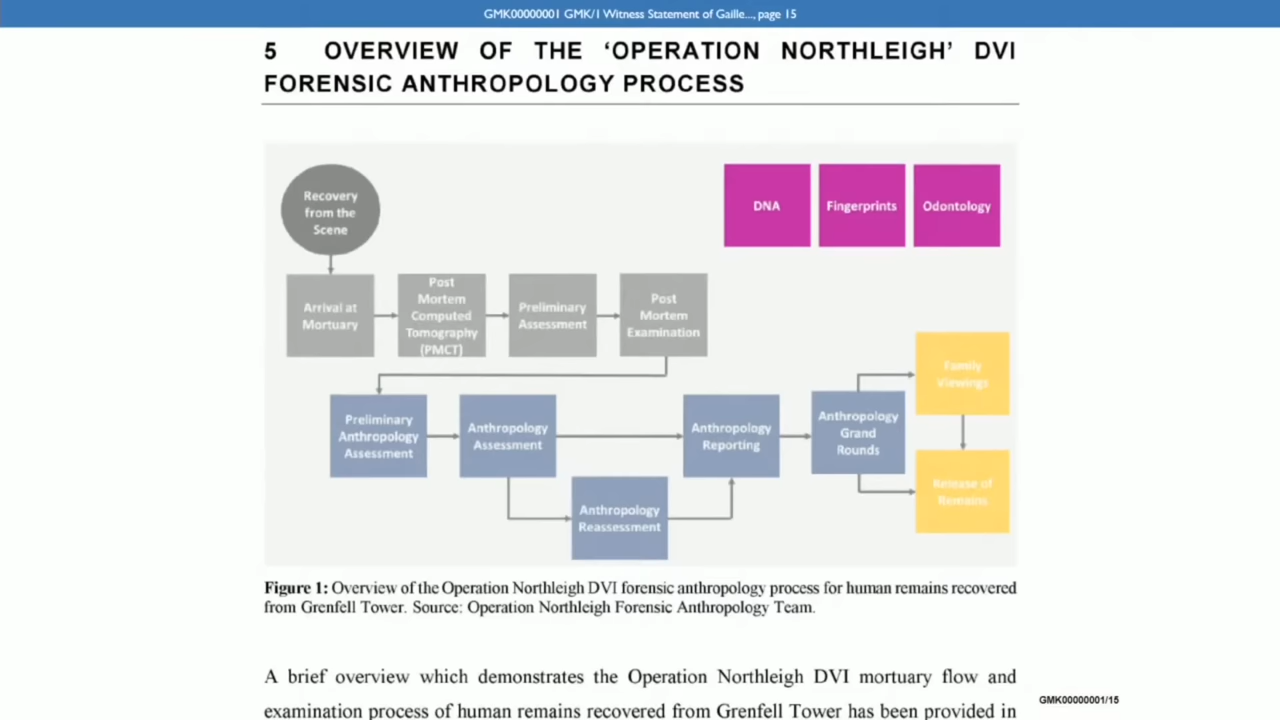 GMK00000001 GMK/1 Witness Statement of Gaille..., page 15
5 OVERVIEW OF THE ‘OPERATION NORTHLEIGH’ DVI
FORENSIC ANTHROPOLOGY PROCESS
Recovery
from the
Scene
DNA
Fingerprints
Odontology
Arrival at
Mortuary
Post
Mortem
Computed
Tomography
(PMCT)
Preliminary
Assessment
Post
Mortem
Examination
Family
Viewings
Preliminary
Anthropology
Assessment
Anthropology
Assessment
Anthropology
Reporting
Anthropology
Grand
Rounds
Anthropology
Reassessment
Release of
Remains
Figure 1: Overview of the Operation Northleigh DVI forensic anthropology process for human remains recovered
from Grenfell Tower. Source: Operation Northleigh Forensic Anthropology Team.
A brief overview which demonstrates the Operation Northleigh DVI mortuary flow and
examination process of human remains recovered from Grenfell Tower has been provided in
GMK00000001/15